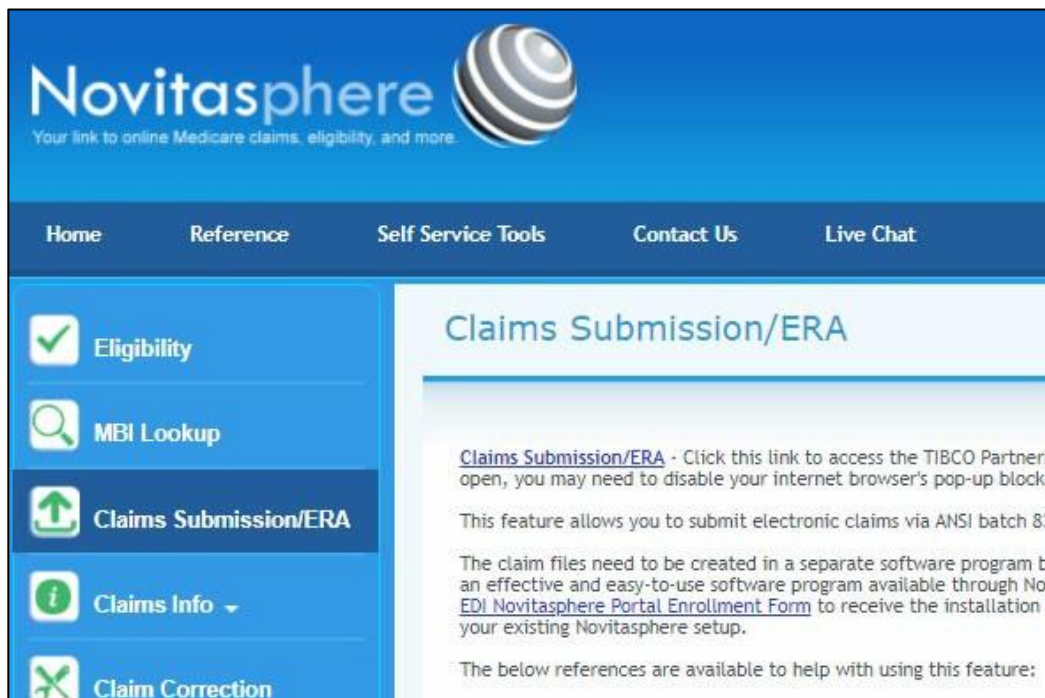 Novitasphere
Your link to online Medicare claims, eligibility, and more.
Home Reference Self Service Tools Contact Us Live Chat
Eligibility
MBI Lookup
Claims Submission/ERA
Claims Info
Claim Correction
Claims Submission/ERA
Claims Submission/ERA - Click this link to access the TIBCO Partner
open, you may need to disable your internet browser's pop-up block
This feature allows you to submit electronic claims via ANSI batch 8
The claim files need to be created in a separate software program b
an effective and easy-to-use software program available through No
EDI Novitasphere Portal Enrollment Form to receive the installation
your existing Novitasphere setup.
The below references are available to help with using this feature: